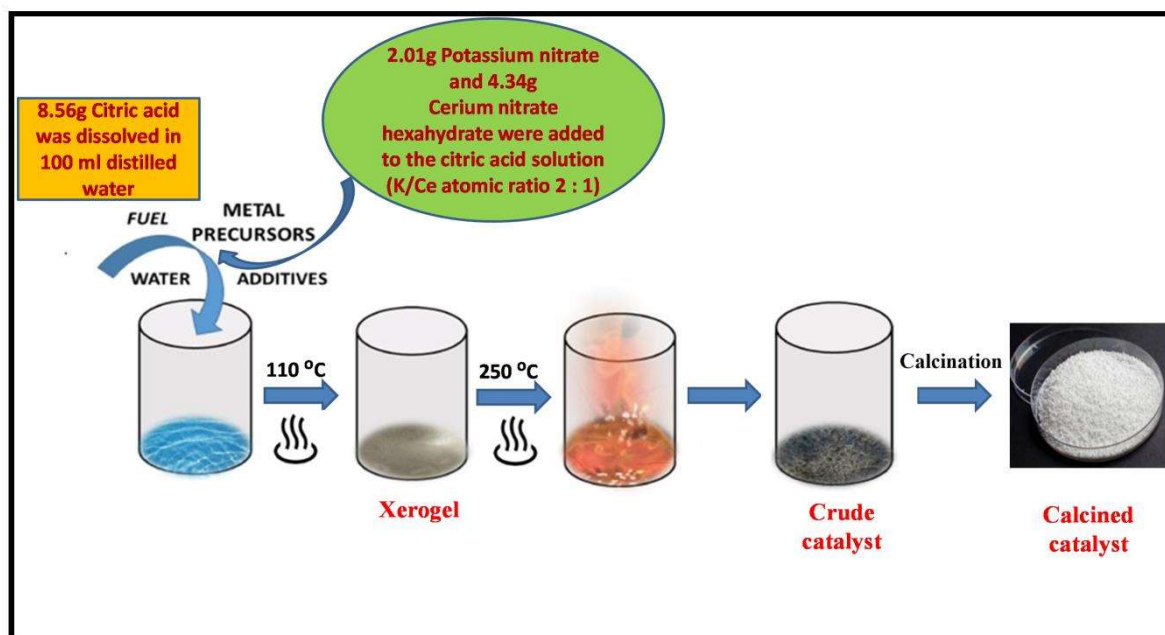 8.56g Citric acid
was dissolved in
100 ml distilled
water
2.01g Potassium nitrate
and 4.34g
Cerium nitrate
hexahydrate were added
to the citric acid solution
(K/Ce atomic ratio 2 : 1)
FUEL
METAL
PRECURSORS
WATER
ADDITIVES
110 °C
250 °C
Calcination
Xerogel
Crude
catalyst
Calcined
catalyst